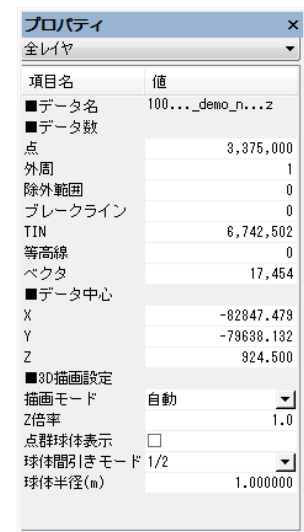 プロパティ ×
全レイヤ
項目名 値
■データ名 100..._demo_n...z
■データ数
点 3,375,000
外周 1
除外範囲 0
ブレークライン 0
TIN 6,742,502
等高線 0
ベクタ 17,454
■データ中心
X -82847.479
Y -79638.132
Z 924.500
■3D描画設定
描画モード 自動
Z倍率 1.0
点群球体表示
球体間引きモード 1/2
球体半径(m) 1.000000